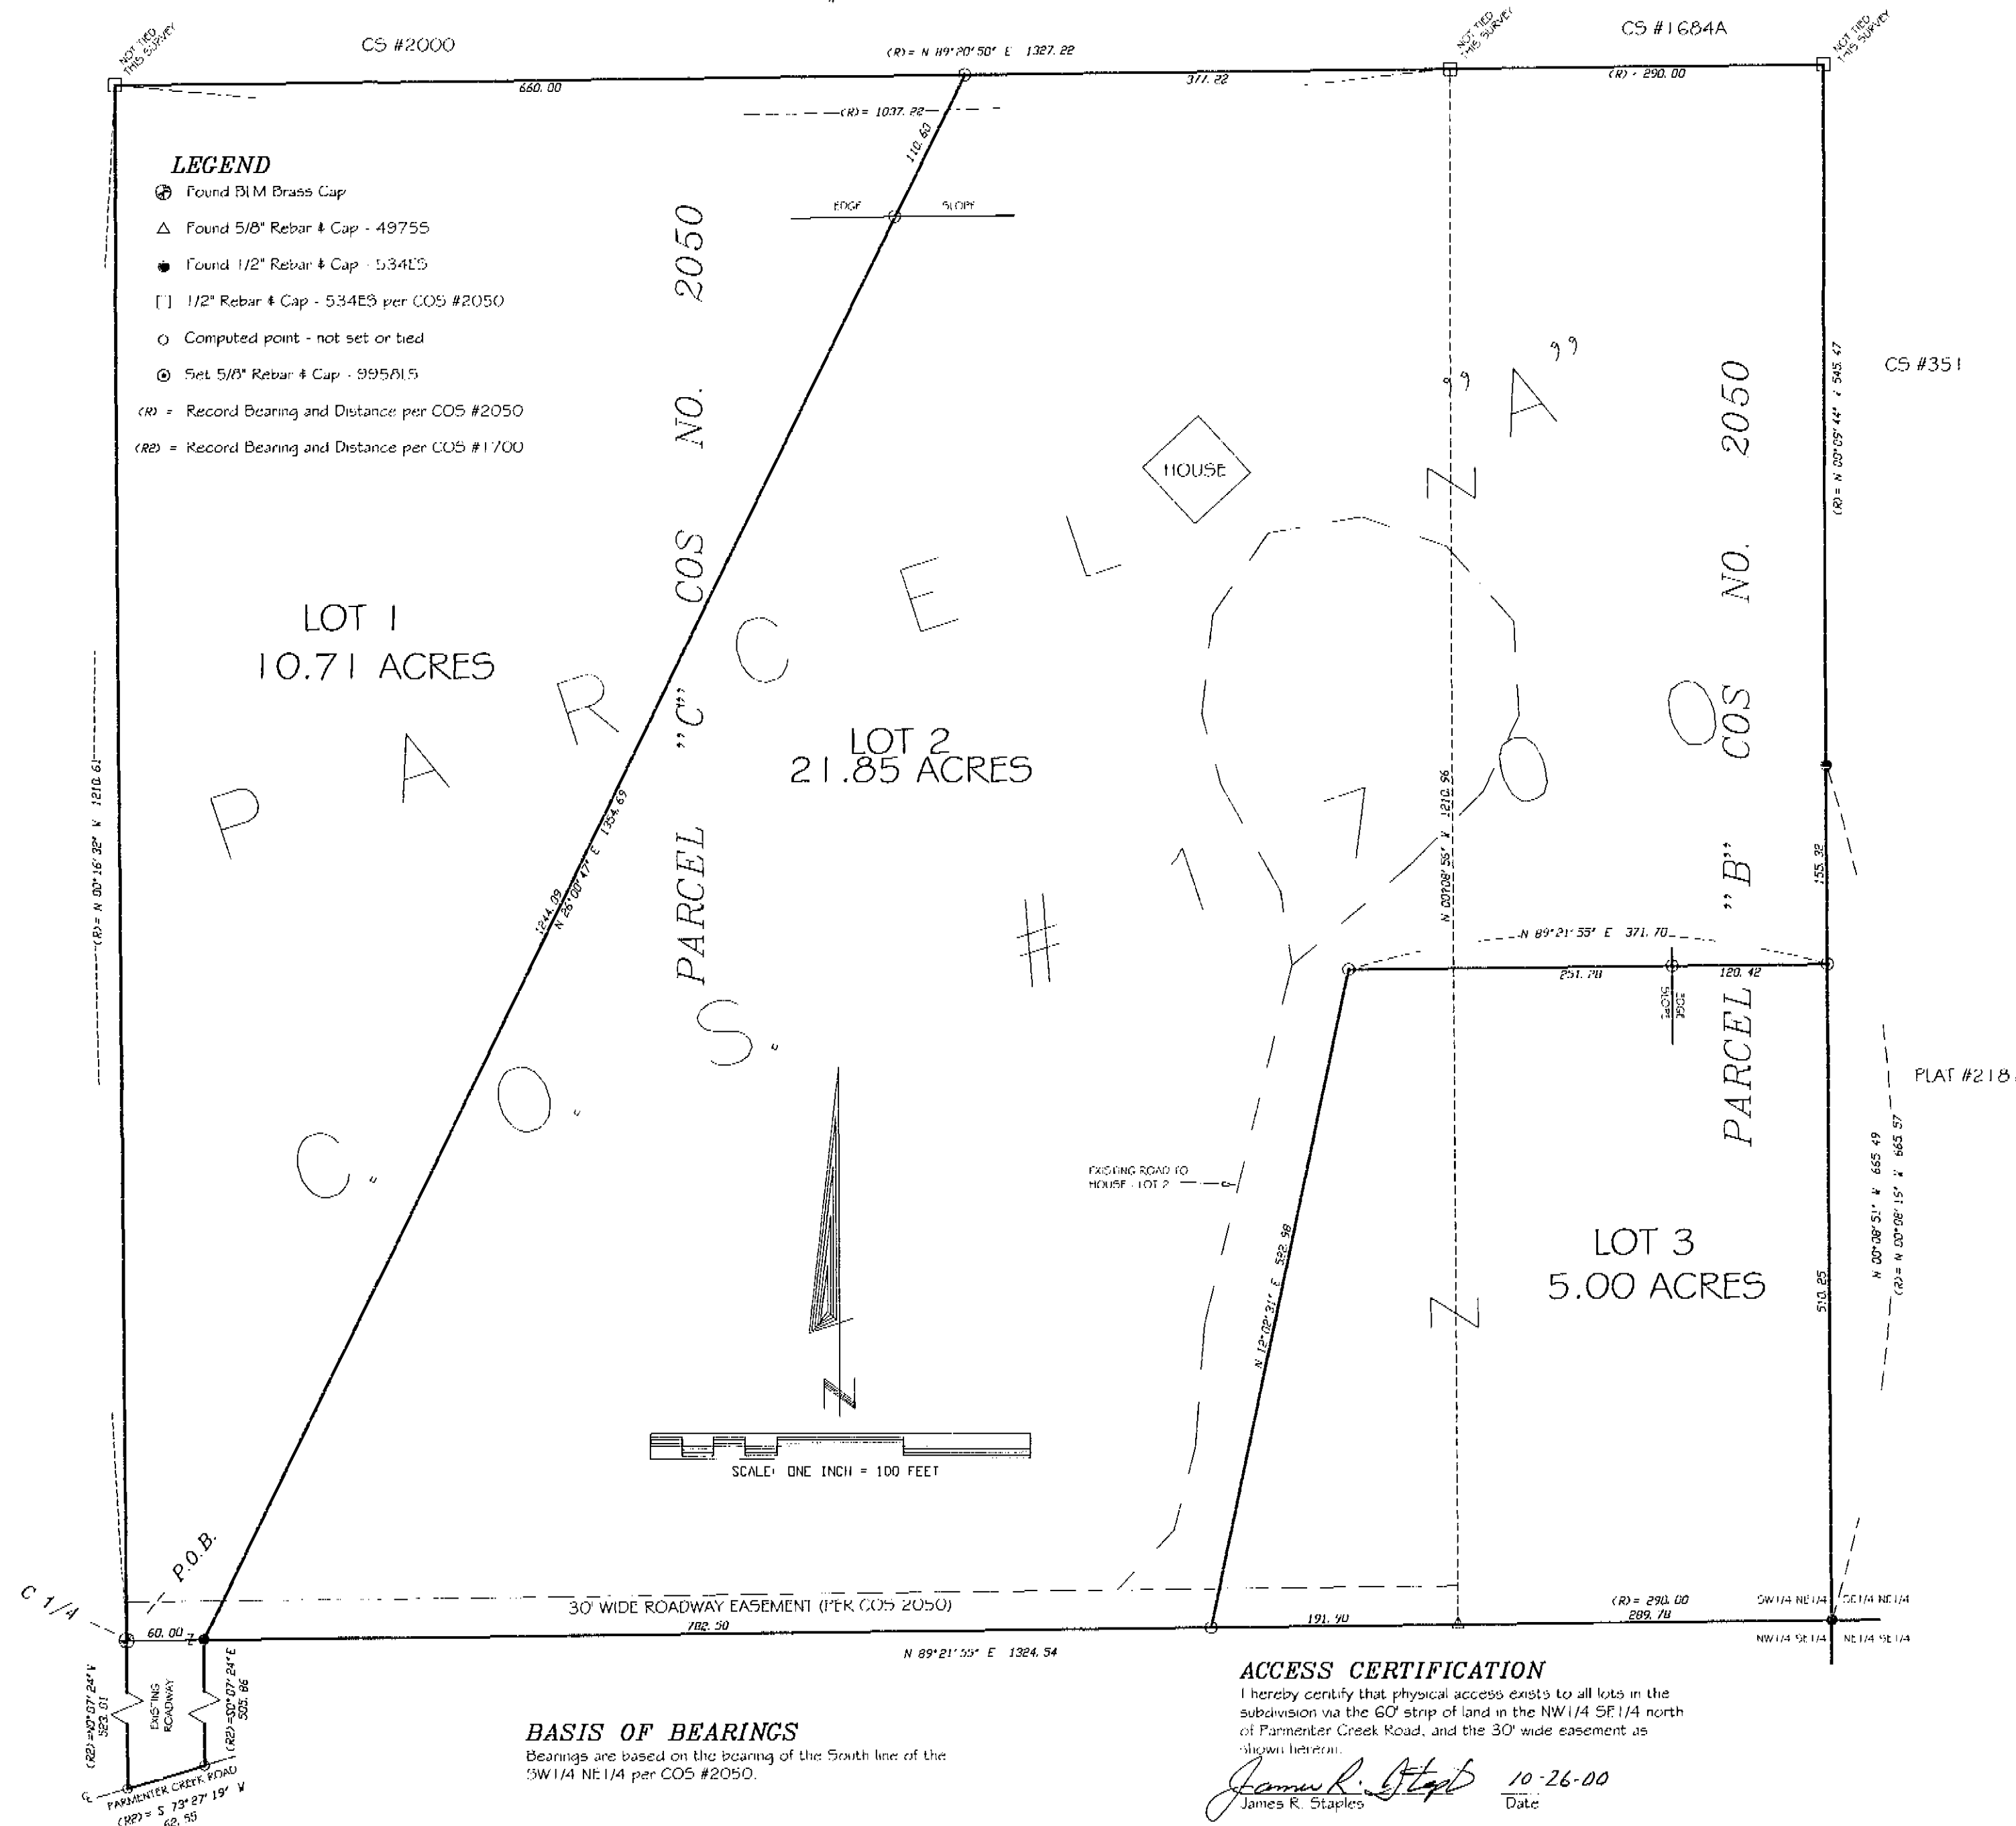 NOT TIED
THIS SURVEY
CS #2000
(R)= N 89°20'50" E 1327.22
NOT TIED
THIS SURVEY
CS #1684A
NOT TIED
THIS SURVEY
660.00
377.22
(R) = 290.00
(R)= 1037.22
110.60
LEGEND
Found BLM Brass Cap
Found 5/8" Rebar & Cap - 4975S
Found 1/2" Rebar & Cap - 534ES
1/2" Rebar & Cap - 534ES per COS #2050
Computed point - not set or tied
Set 5/8" Rebar & Cap - 9958LS
(R) = Record Bearing and Distance per COS #2050
(R2) = Record Bearing and Distance per COS #1700
EDGE SLOPE
PARCEL "C" COS NO. 2050
CS #351
HOUSE
PARCEL "A"
C.O.S. #1700
PARCEL "B" COS NO. 2050
LOT 1
10.71 ACRES
LOT 2
21.85 ACRES
(R)= N 00°16'32" W 1210.61
1244.09
N 26°00'47" E 1354.69
N 00°08'56" W 1210.96
155.32
N 89°21'55" E 371.70
251.28
120.42
EDGE
SLOPE
PLAT #218
EXISTING ROAD TO
HOUSE - LOT 2
N 12°02'31" E 522.98
LOT 3
5.00 ACRES
510.25
N 00°08'51" W 665.49
(R)= N 00°08'15" W 665.57
N
Z
Z
SCALE: ONE INCH = 100 FEET
C 1/4
P.O.B.
30' WIDE ROADWAY EASEMENT (PER COS 2050)
60.00
782.50
191.90
(R)= 290.00
289.78
SW1/4 NE1/4
SE1/4 NE1/4
NW1/4 SE1/4
NE1/4 SE1/4
N 89°21'55" E 1324.54
EXISTING
ROADWAY
PARMENTER CREEK ROAD
(R2)= S 73°27'19" W
62.55
BASIS OF BEARINGS
Bearings are based on the bearing of the South line of the
SW1/4 NE1/4 per COS #2050.
ACCESS CERTIFICATION
I hereby certify that physical access exists to all lots in the
subdivision via the 60' strip of land in the NW1/4 SE1/4 north
of Parmenter Creek Road, and the 30' wide easement as
shown hereon.
James R. Staples 10-26-00
James R. Staples Date